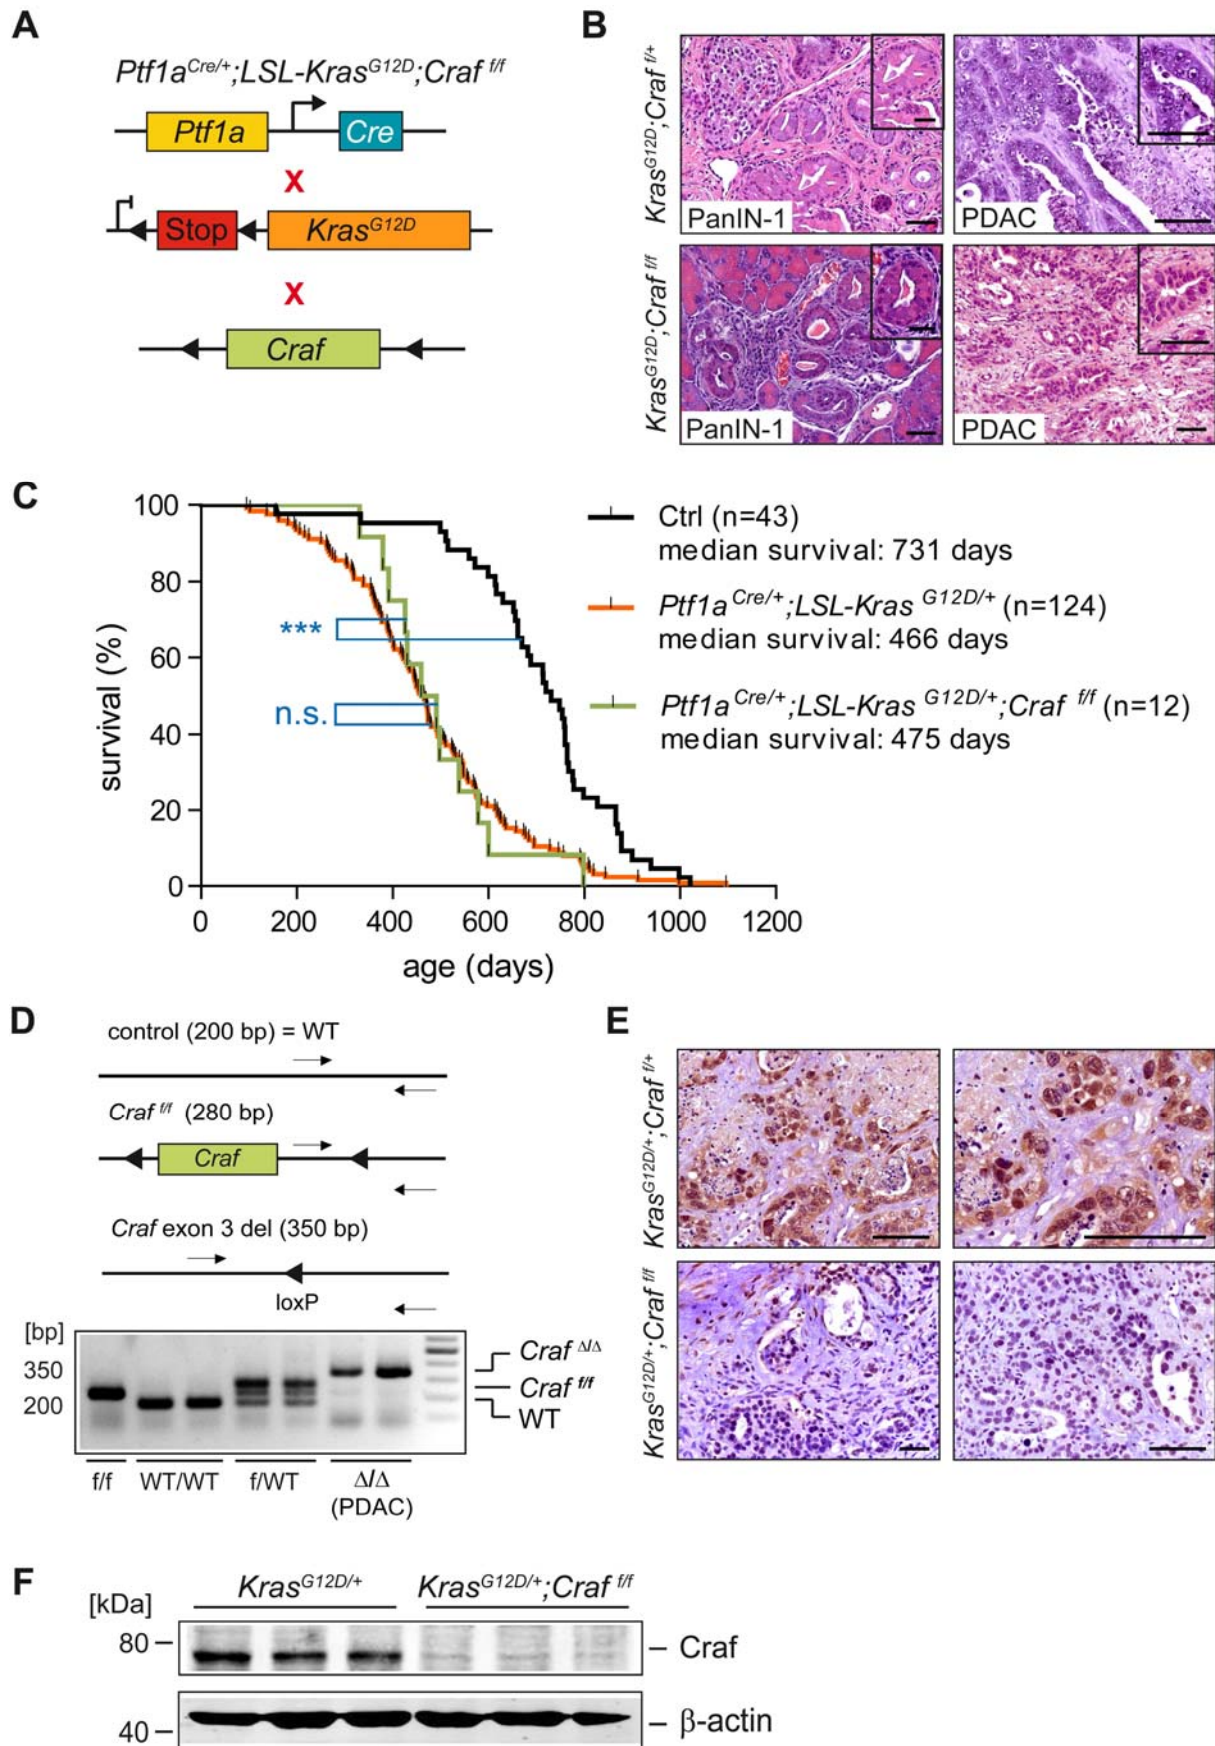 A
Ptf1a Cre/+;LSL-Kras G12D;Craf f/f
Ptf1a
Cre
X
Stop
Kras G12D
X
Craf
B
Kras G12D;Craf f/+
PanIN-1
PDAC
Kras G12D;Craf f/f
PanIN-1
PDAC
C
survival (%)
100
80
60
40
20
0
0
200
400
600
800
1000
1200
age (days)
***
n.s.
Ctrl (n=43)
median survival: 731 days
Ptf1a Cre/+;LSL-Kras G12D/+ (n=124)
median survival: 466 days
Ptf1a Cre/+;LSL-Kras G12D/+;Craf f/f (n=12)
median survival: 475 days
D
control (200 bp) = WT
Craf f/f (280 bp)
Craf
Craf exon 3 del (350 bp)
loxP
[bp]
350
200
Craf Δ/Δ
Craf f/f
WT
f/f
WT/WT
f/WT
Δ/Δ
(PDAC)
E
Kras G12D/+;Craf f/+
Kras G12D/+;Craf f/f
F
[kDa]
Kras G12D/+
Kras G12D/+;Craf f/f
80
Craf
40
β-actin